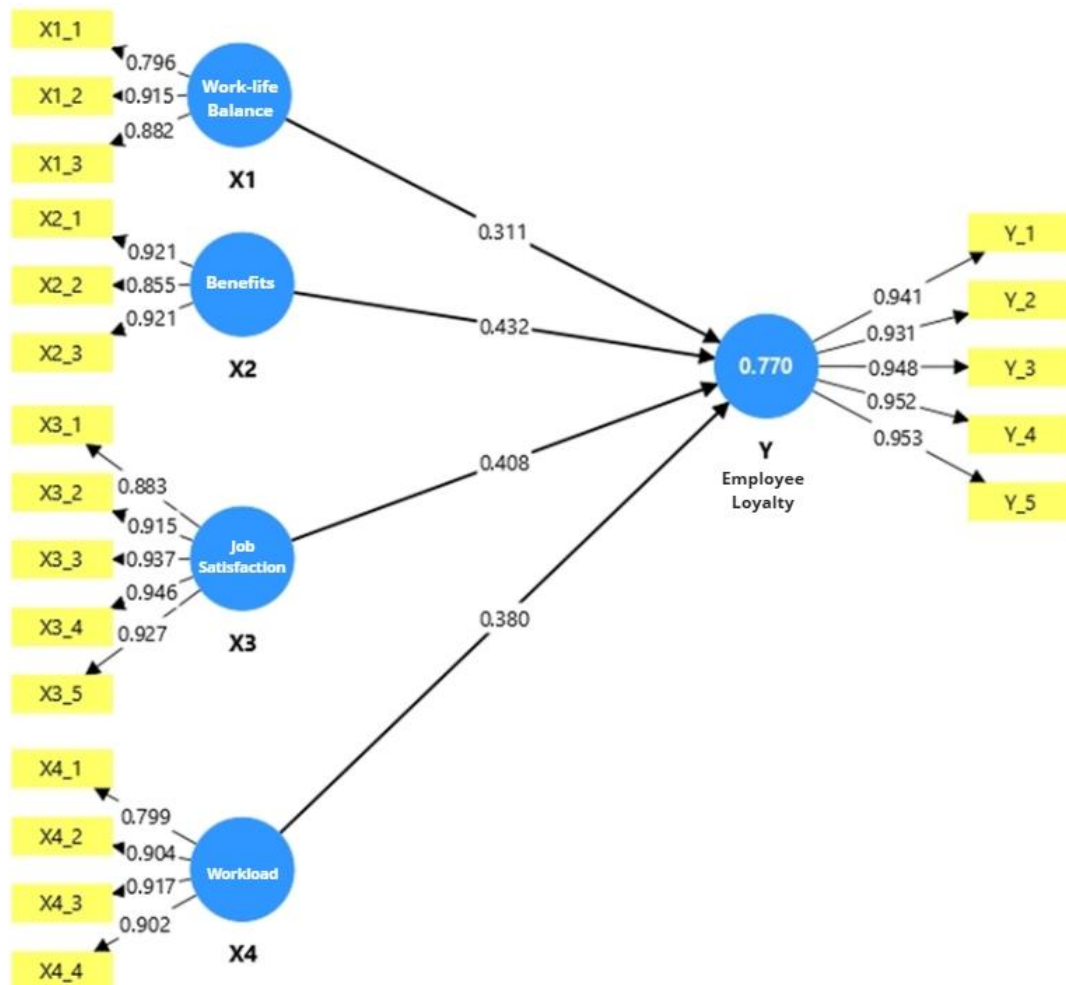 X1_1
0.796
Work-life
Balance
X1_2
0.915
0.882
X1_3
X1
0.311
X2_1
0.921
Benefits
X2_2
0.855
0.921
X2_3
X2
0.432
X3_1
0.883
X3_2
0.915
Job
Satisfaction
X3_3
0.937
0.946
X3_4
0.927
X3
X3_5
0.408
X4_1
0.799
X4_2
0.904
Workload
0.917
X4_3
0.902
X4
X4_4
0.380
0.770
Y
Employee
Loyalty
0.941
Y_1
0.931
Y_2
0.948
Y_3
0.952
Y_4
0.953
Y_5